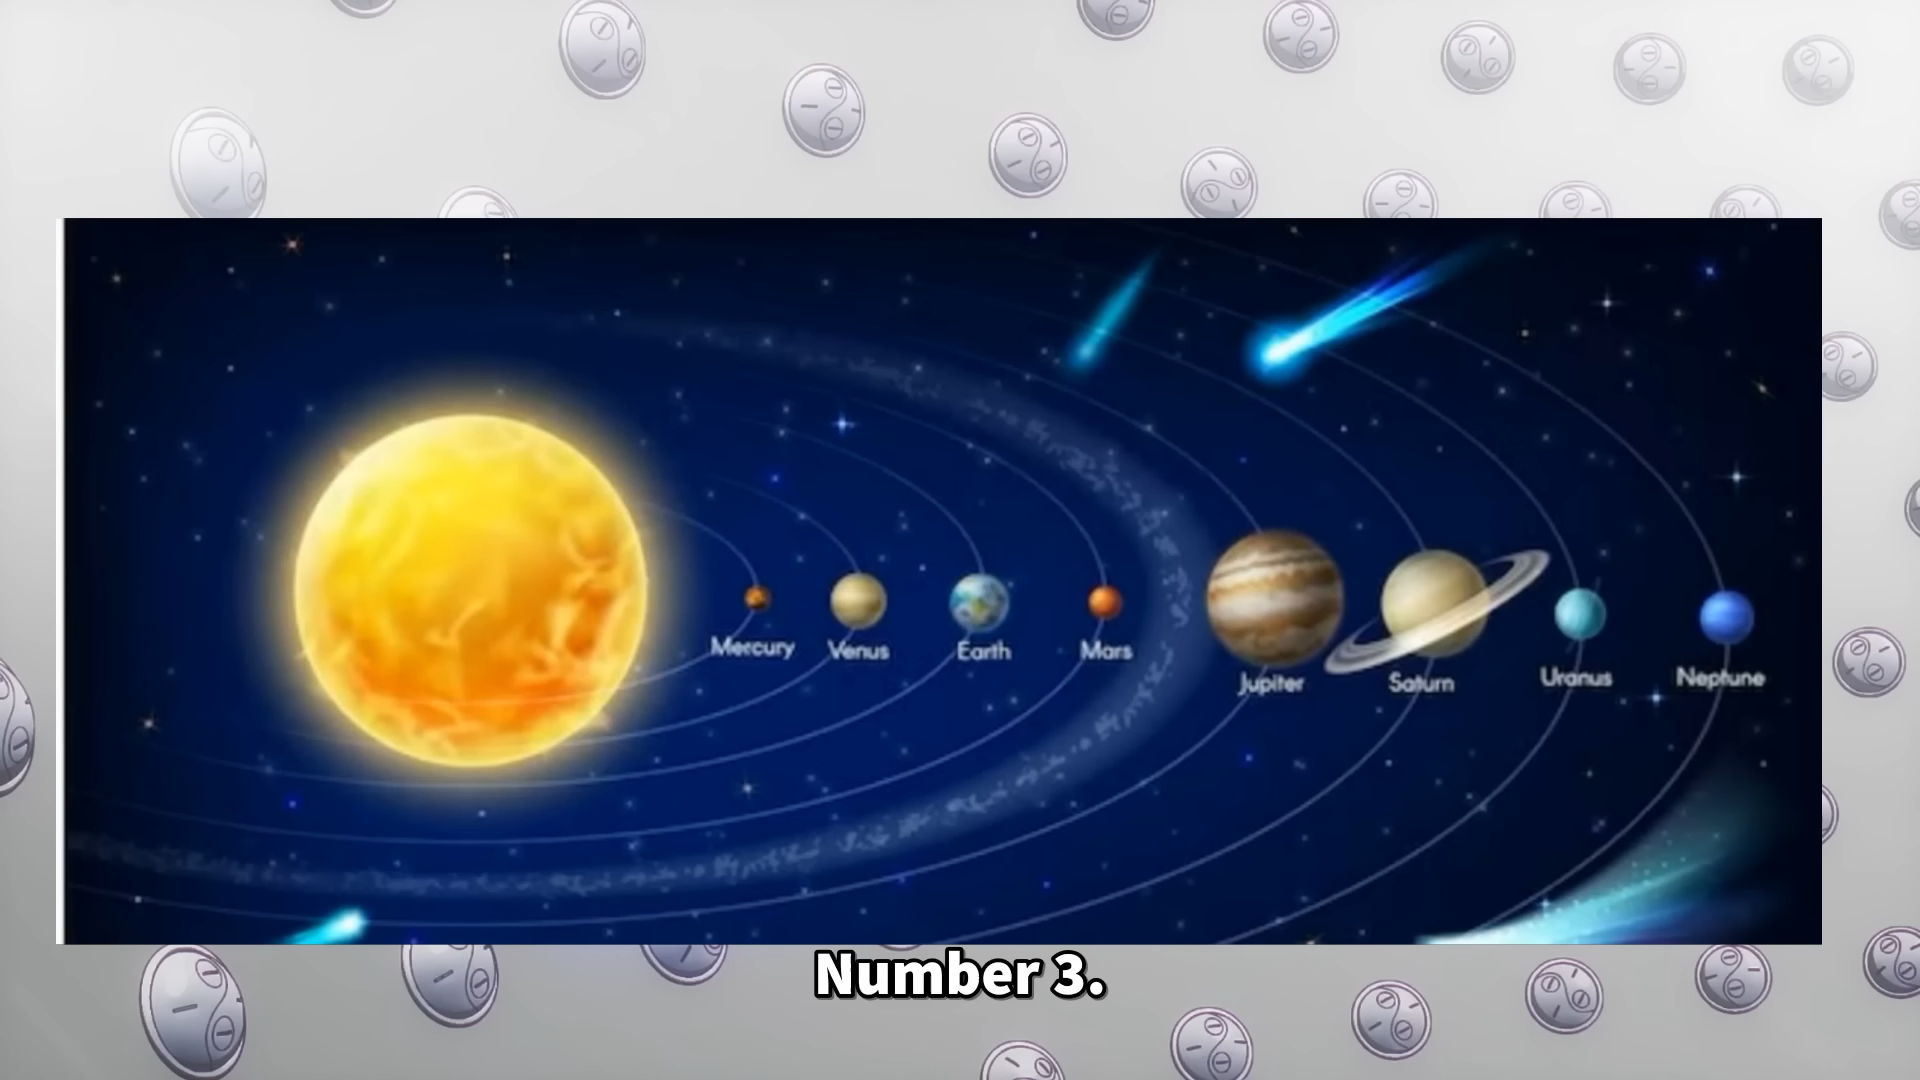 Mercury
Venus
Earth
Mars
Jupiter
Saturn
Uranus
Neptune
Number 3.